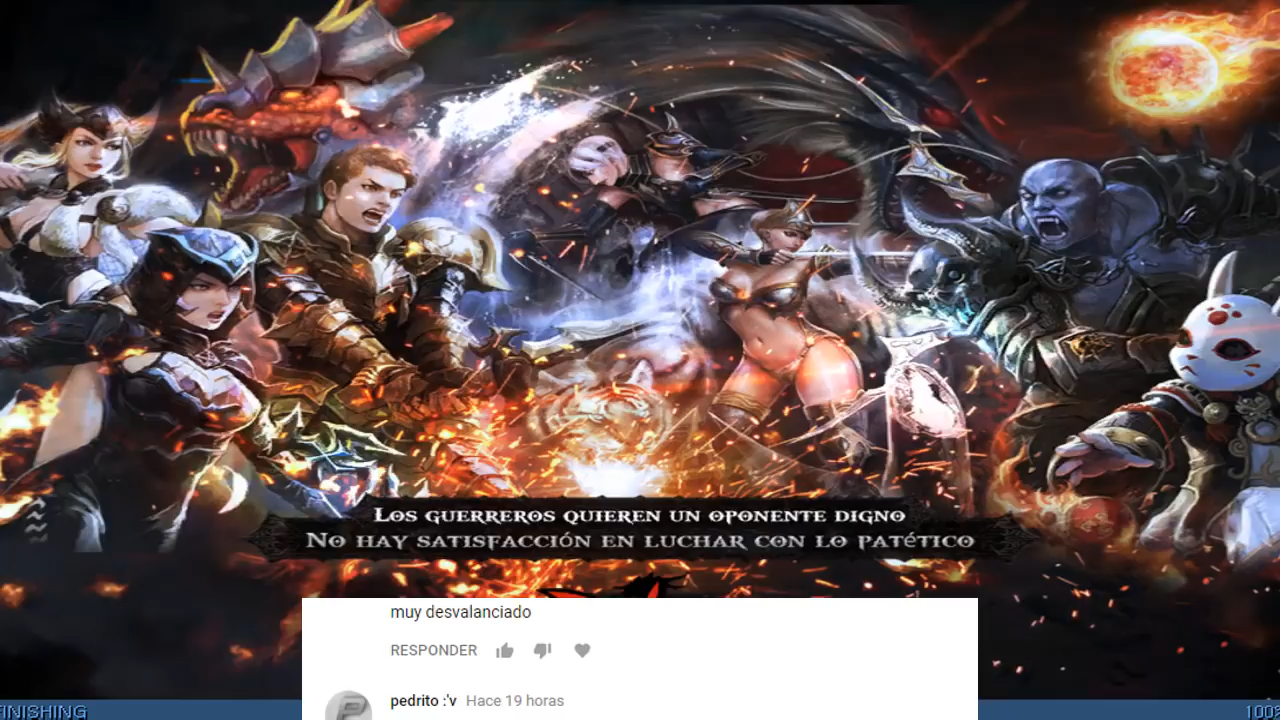 Los guerreros quieren un oponente digno
No hay satisfacción en luchar con lo patético
muy desvalanciado
RESPONDER
pedrito :'v Hace 19 horas
FINISHING 100%